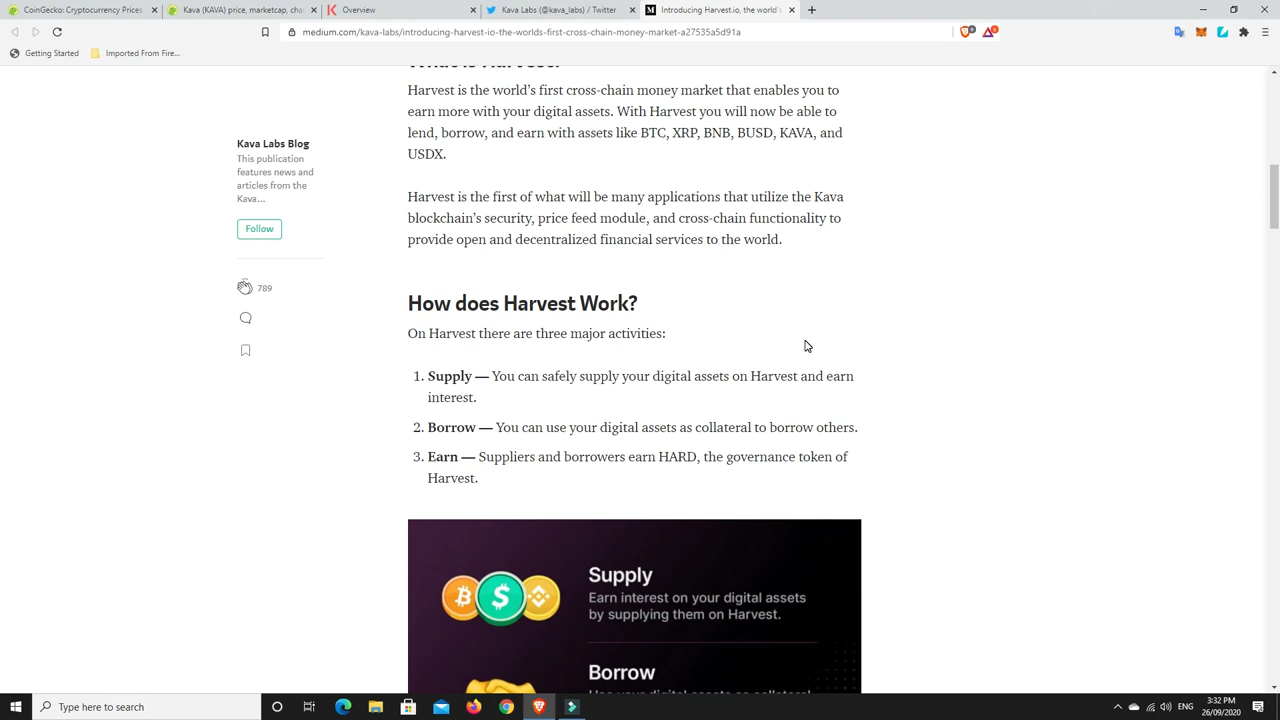 CoinGecko: Cryptocurrency Prices
Kava (KAVA) price, marketcap, cha
Overview
Kava Labs (@kava_labs) / Twitter
Introducing Harvest.io, the world's
medium.com/kava-labs/introducing-harvest-io-the-worlds-first-cross-chain-money-market-a27535a5d91a
Getting Started
Imported From Fire...
Harvest is the world's first cross-chain money market that enables you to
earn more with your digital assets. With Harvest you will now be able to
lend, borrow, and earn with assets like BTC, XRP, BNB, BUSD, KAVA, and
USDX.
Kava Labs Blog
This publication
features news and
articles from the
Kava...
Follow
789
Harvest is the first of what will be many applications that utilize the Kava
blockchain's security, price feed module, and cross-chain functionality to
provide open and decentralized financial services to the world.
How does Harvest Work?
On Harvest there are three major activities:
1. Supply — You can safely supply your digital assets on Harvest and earn
interest.
2. Borrow — You can use your digital assets as collateral to borrow others.
3. Earn — Suppliers and borrowers earn HARD, the governance token of
Harvest.
Supply
Earn interest on your digital assets
by supplying them on Harvest.
Borrow
Type here to search
ENG
3:32 PM
26/09/2020